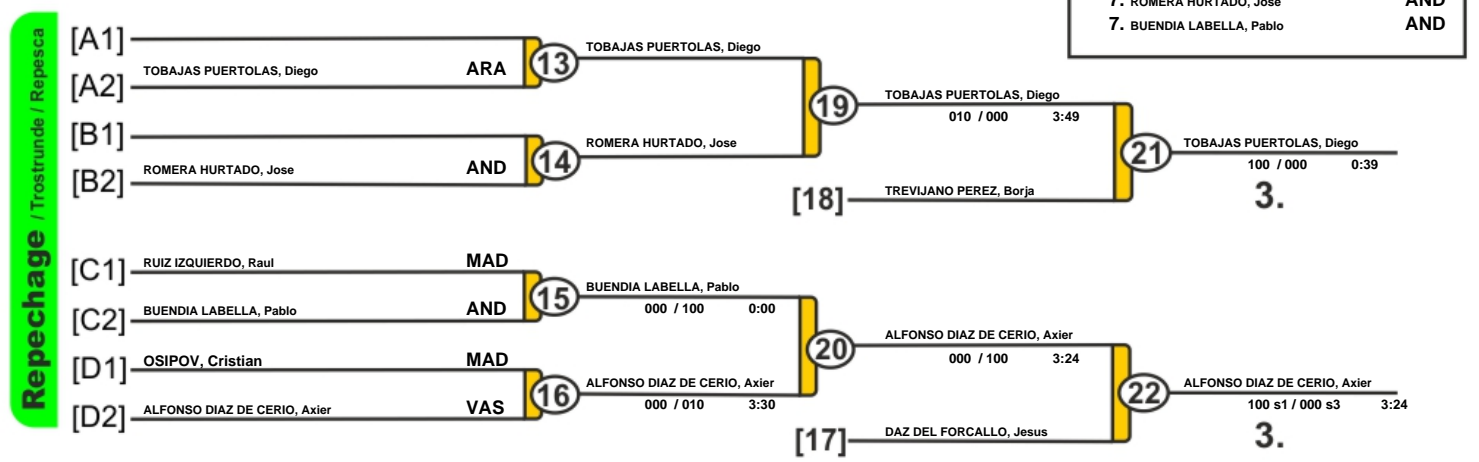 7. ROMERA HURTADO, Jose AND
7. BUENDIA LABELLA, Pablo AND
Repechage / Trostrunde / Repesca
[A1]
TOBAJAS PUERTOLAS, Diego ARA
[A2]
13
TOBAJAS PUERTOLAS, Diego
[B1]
ROMERA HURTADO, Jose AND
[B2]
14
ROMERA HURTADO, Jose
19
TOBAJAS PUERTOLAS, Diego
010 / 000 3:49
[18]
TREVIJANO PEREZ, Borja
21
TOBAJAS PUERTOLAS, Diego
100 / 000 0:39
3.
[C1]
RUIZ IZQUIERDO, Raul MAD
[C2]
BUENDIA LABELLA, Pablo AND
15
BUENDIA LABELLA, Pablo
000 / 100 0:00
[D1]
OSIPOV, Cristian MAD
[D2]
ALFONSO DIAZ DE CERIO, Axier VAS
16
ALFONSO DIAZ DE CERIO, Axier
000 / 010 3:30
20
ALFONSO DIAZ DE CERIO, Axier
000 / 100 3:24
[17]
DAZ DEL FORCALLO, Jesus
22
ALFONSO DIAZ DE CERIO, Axier
100 s1 / 000 s3 3:24
3.